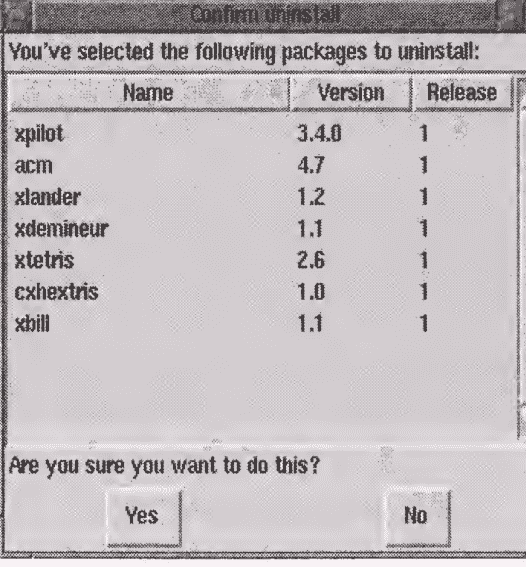 Confirm uninstall
You've selected the following packages to uninstall:
Name Version Release
xpilot 3.4.0 1
acm 4.7 1
xlander 1.2 1
xdemineur 1.1 1
xtetris 2.6 1
cxhextris 1.0 1
xbill 1.1 1
Are you sure you want to do this?
Yes No